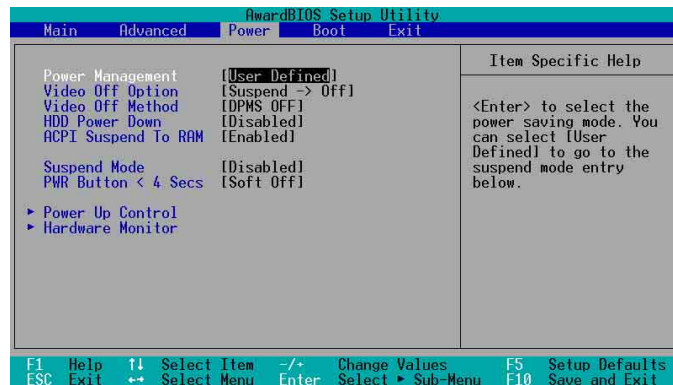 AwardBIOS Setup Utility
Main Advanced Power Boot Exit
Power Management [User Defined]
Video Off Option [Suspend -> Off]
Video Off Method [DPMS OFF]
HDD Power Down [Disabled]
ACPI Suspend To RAM [Enabled]
Suspend Mode [Disabled]
PWR Button < 4 Secs [Soft Off]
► Power Up Control
► Hardware Monitor
Item Specific Help
<Enter> to select the
power saving mode. You
can select [User
Defined] to go to the
suspend mode entry
below.
F1 Help ↑↓ Select Item -/+ Change Values F5 Setup Defaults
ESC Exit ←→ Select Menu Enter Select ► Sub-Menu F10 Save and Exit